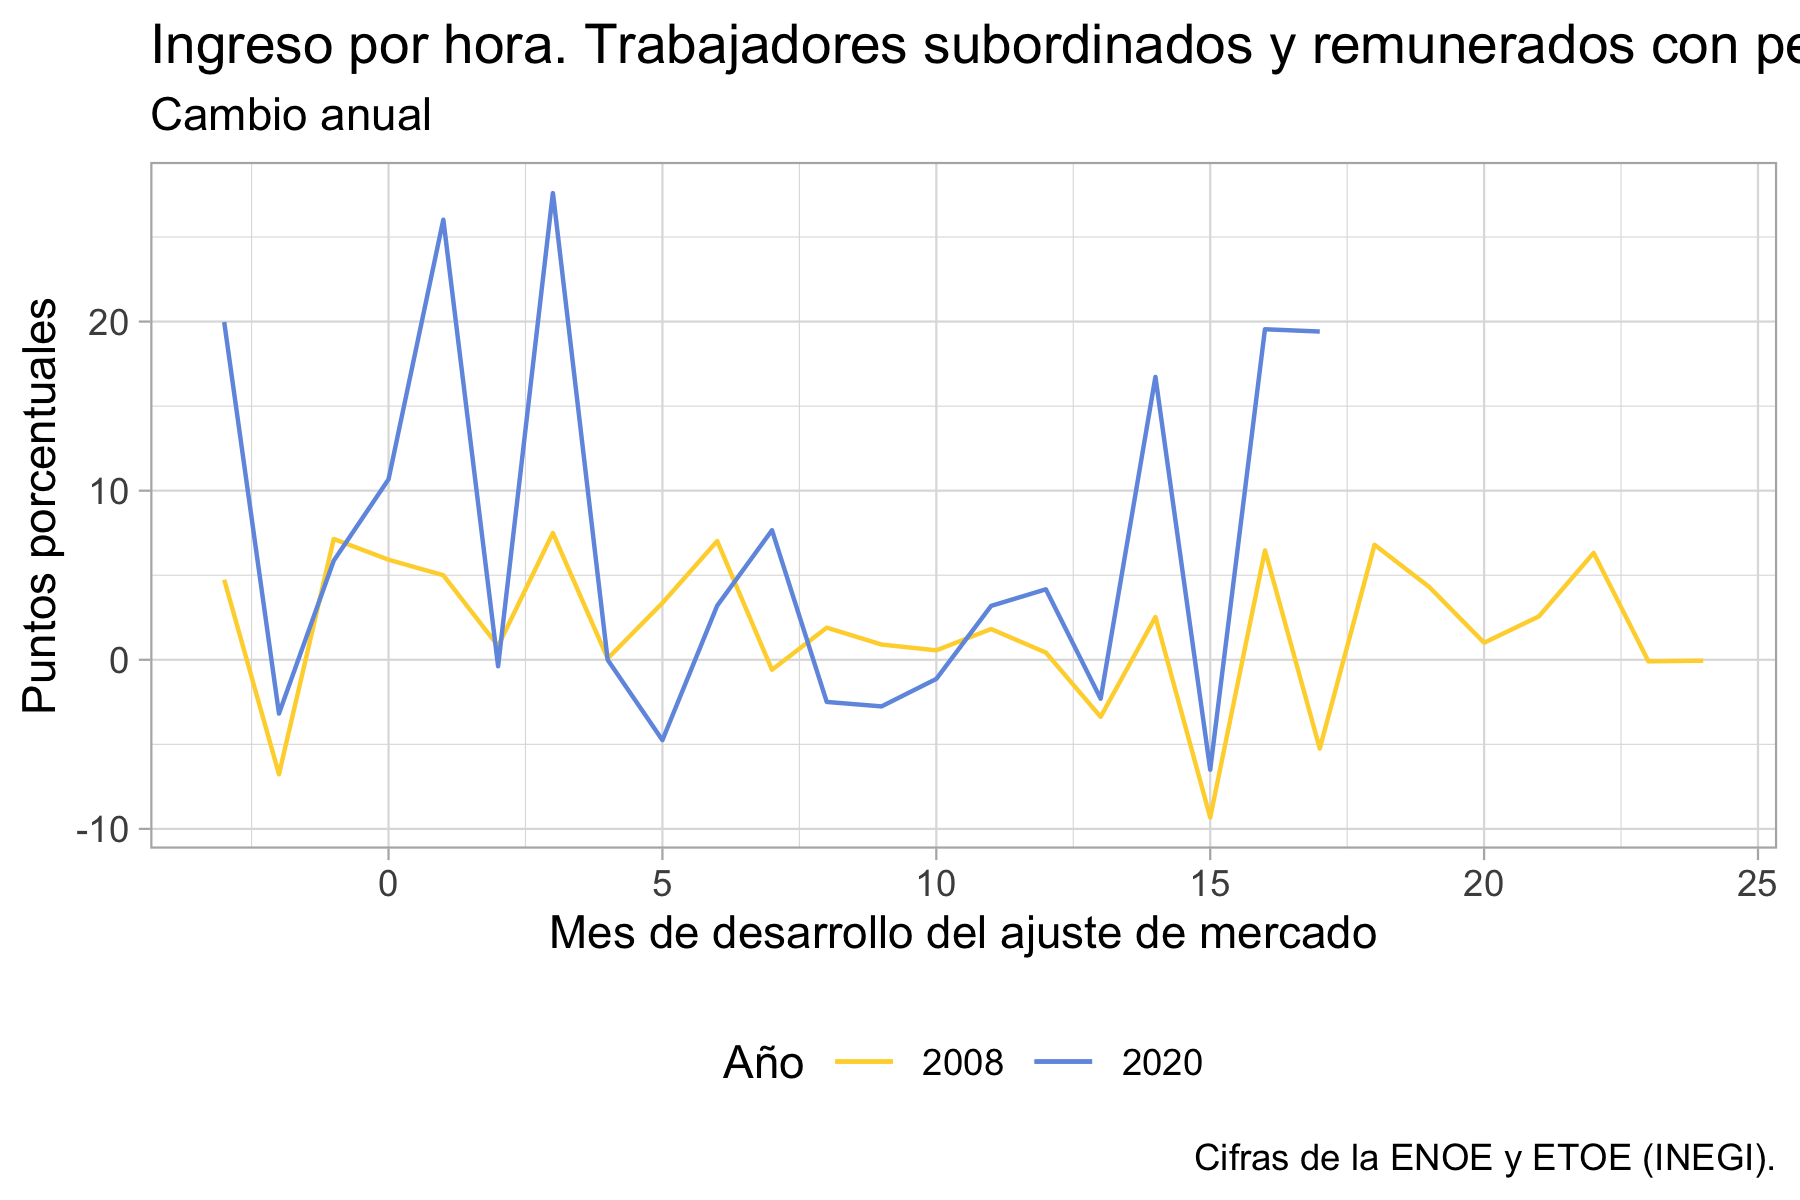 Ingreso por hora. Trabajadores subordinados y remunerados con pe
Cambio anual
Puntos porcentuales
20
10
0
-10
0 5 10 15 20 25
Mes de desarrollo del ajuste de mercado
Año 2008 2020
Cifras de la ENOE y ETOE (INEGI).